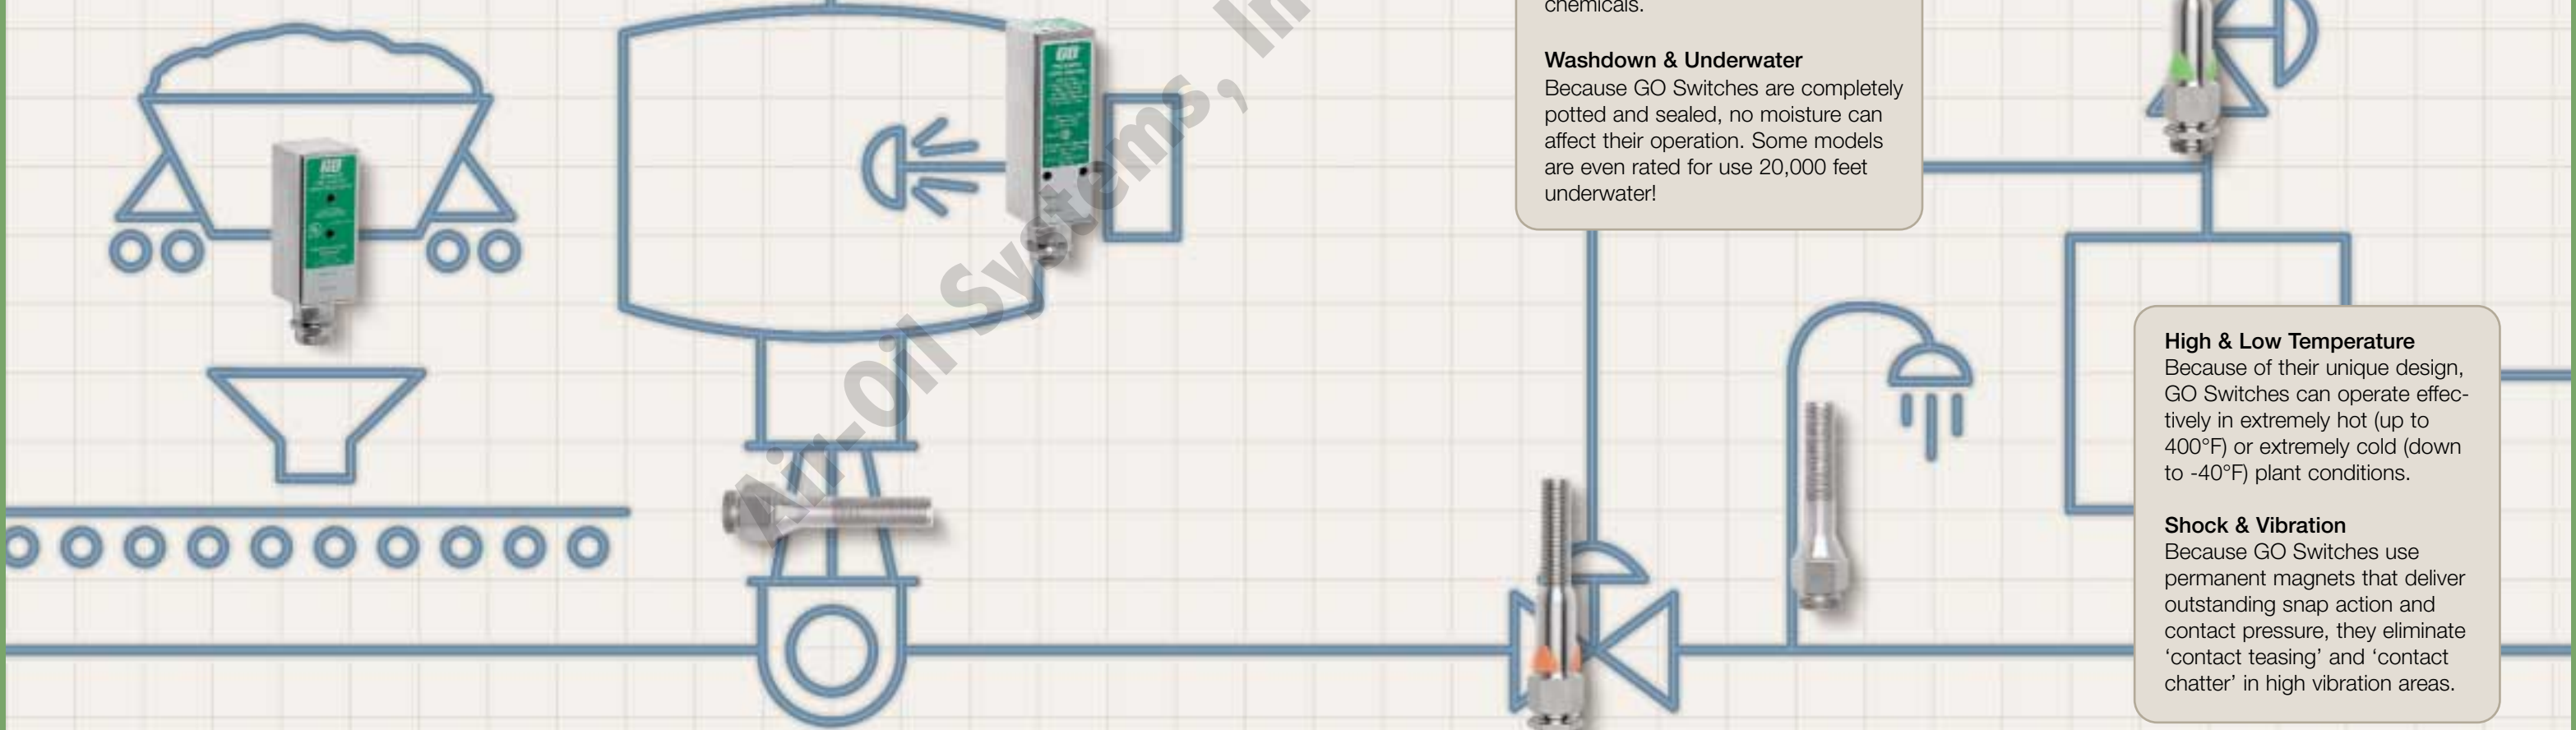 chemicals.
Washdown & Underwater
Because GO Switches are completely
potted and sealed, no moisture can
affect their operation. Some models
are even rated for use 20,000 feet
underwater!
High & Low Temperature
Because of their unique design,
GO Switches can operate effec-
tively in extremely hot (up to
400°F) or extremely cold (down
to -40°F) plant conditions.
Shock & Vibration
Because GO Switches use
permanent magnets that deliver
outstanding snap action and
contact pressure, they eliminate
‘contact teasing’ and ‘contact
chatter’ in high vibration areas.
Air-Oil Systems, In
GO
GO